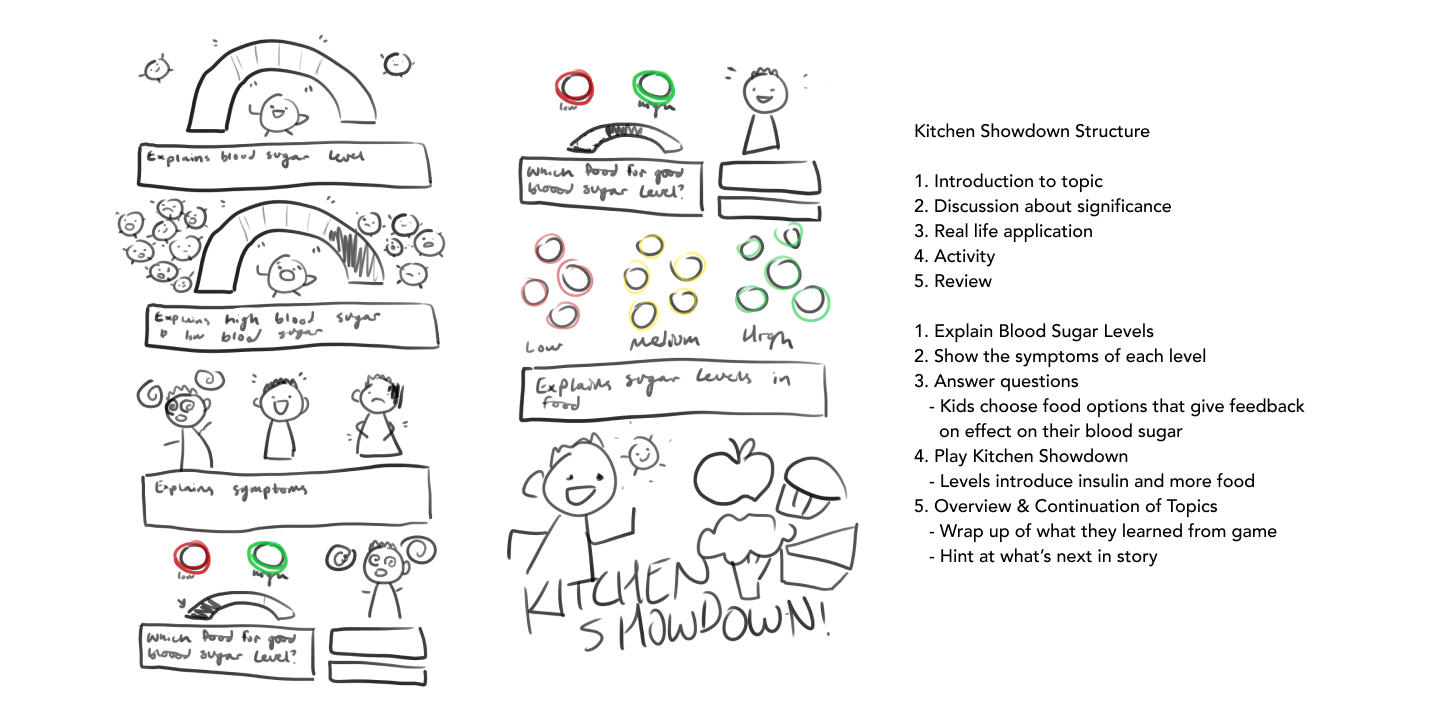 Explains blood sugar level
Explains high blood sugar
& low blood sugar
Explains symptoms
low
high
Which food for good
bloood sugar Level?
low
high
Which food for good
bloood sugar Level?
Low
Medium
High
Explains sugar levels in
food
KITCHEN
SHOWDOWN!
Kitchen Showdown Structure
1. Introduction to topic
2. Discussion about significance
3. Real life application
4. Activity
5. Review
1. Explain Blood Sugar Levels
2. Show the symptoms of each level
3. Answer questions
- Kids choose food options that give feedback
on effect on their blood sugar
4. Play Kitchen Showdown
- Levels introduce insulin and more food
5. Overview & Continuation of Topics
- Wrap up of what they learned from game
- Hint at what's next in story